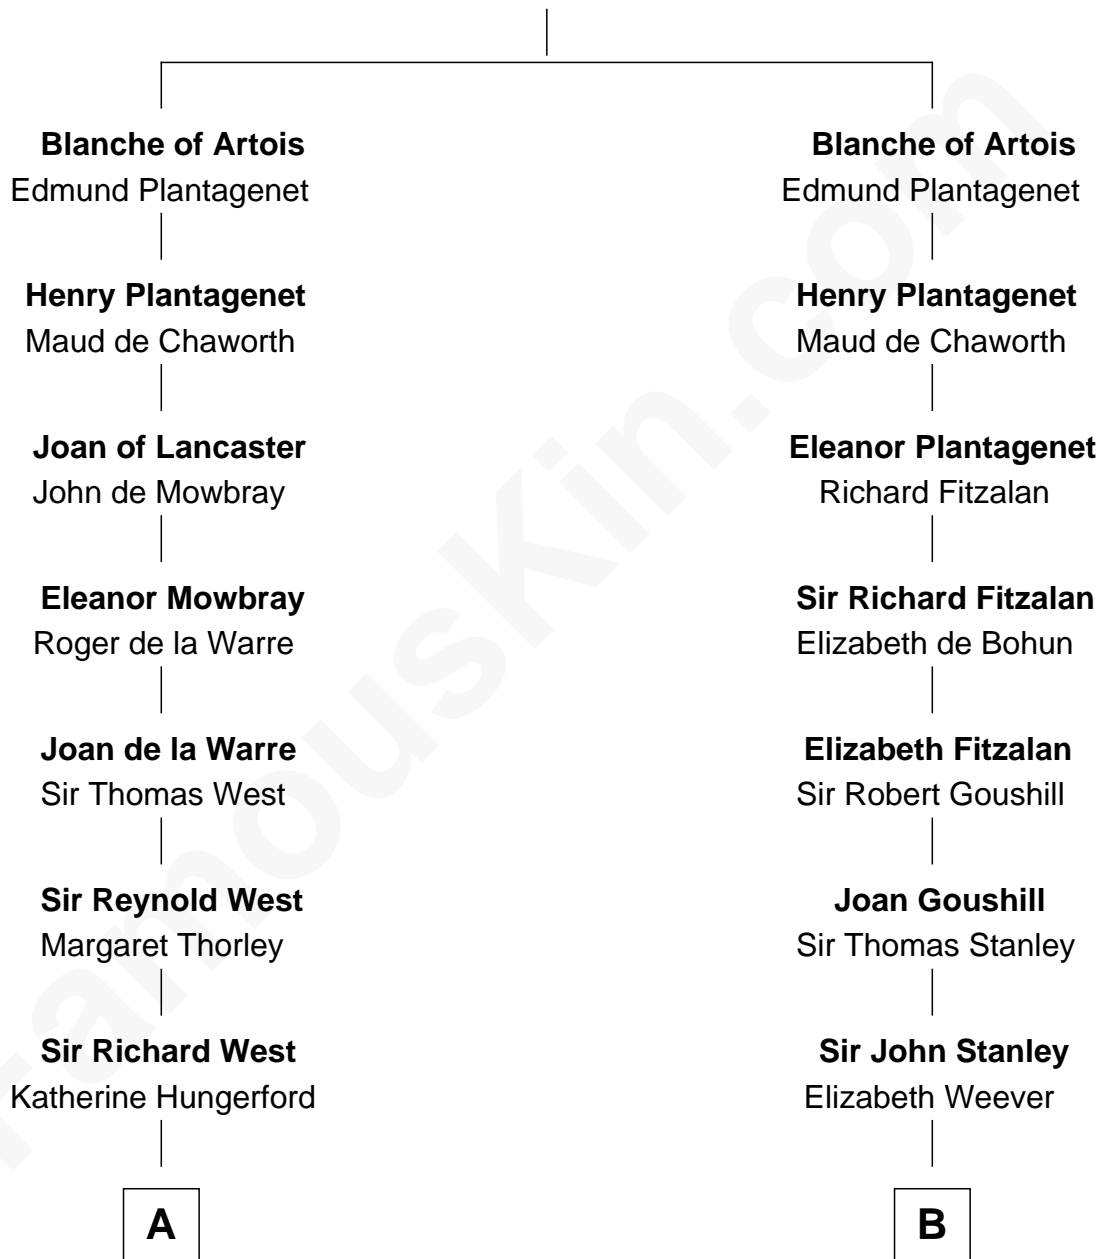 Blanche of Artois
Edmund Plantagenet
Henry Plantagenet
Maud de Chaworth
Joan of Lancaster
John de Mowbray
Eleanor Mowbray
Roger de la Warre
Joan de la Warre
Sir Thomas West
Sir Reynold West
Margaret Thorley
Sir Richard West
Katherine Hungerford
A
Blanche of Artois
Edmund Plantagenet
Henry Plantagenet
Maud de Chaworth
Eleanor Plantagenet
Richard Fitzalan
Sir Richard Fitzalan
Elizabeth de Bohun
Elizabeth Fitzalan
Sir Robert Goushill
Joan Goushill
Sir Thomas Stanley
Sir John Stanley
Elizabeth Weever
B
FamousKin.com